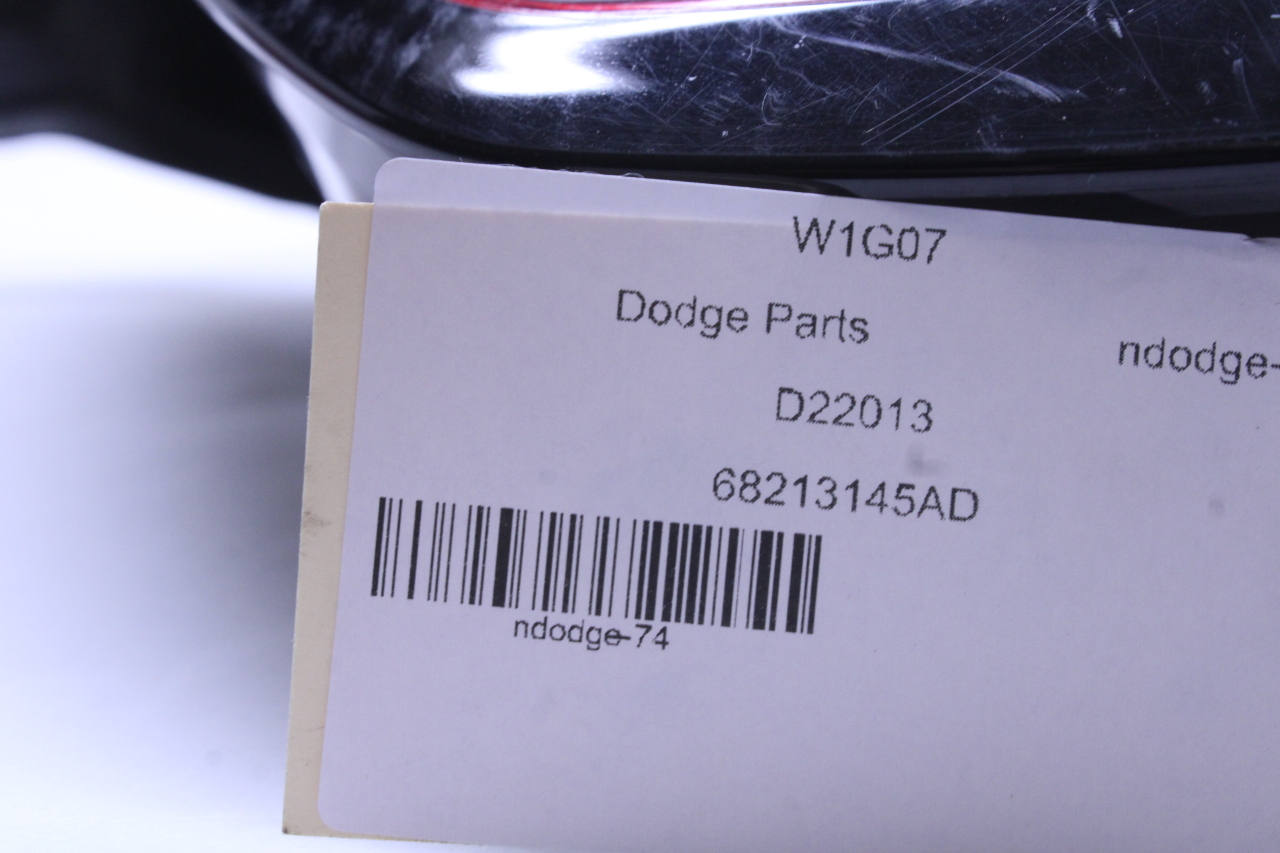 W1G07
Dodge Parts
ndodge-
D22013
68213145AD
ndodge-74